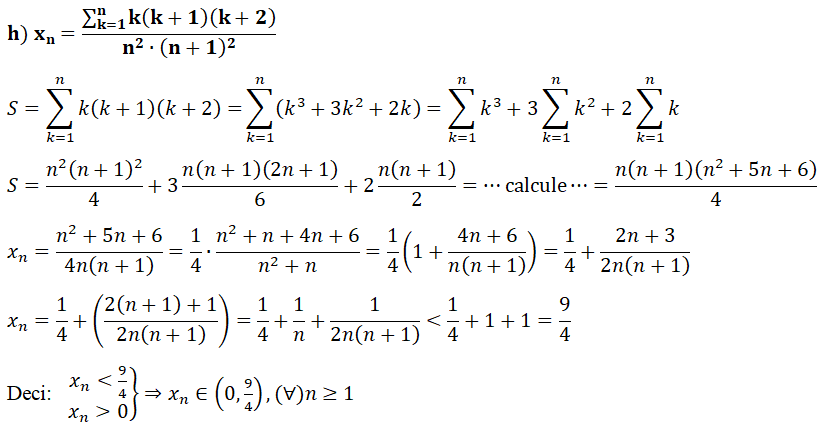 h) xₙ = (∑ₖ₌₁ⁿ k(k + 1)(k + 2)) / (n² · (n + 1)²)
S = ∑ₖ₌₁ⁿ k(k + 1)(k + 2) = ∑ₖ₌₁ⁿ (k³ + 3k² + 2k) = ∑ₖ₌₁ⁿ k³ + 3 ∑ₖ₌₁ⁿ k² + 2 ∑ₖ₌₁ⁿ k
S = n²(n + 1)²/4 + 3 n(n + 1)(2n + 1)/6 + 2 n(n + 1)/2 = ⋯ calcule ⋯ = n(n + 1)(n² + 5n + 6)/4
xₙ = (n² + 5n + 6)/(4n(n + 1)) = 1/4 · (n² + n + 4n + 6)/(n² + n) = 1/4 (1 + (4n + 6)/(n(n + 1))) = 1/4 + (2n + 3)/(2n(n + 1))
xₙ = 1/4 + ((2(n + 1) + 1)/(2n(n + 1))) = 1/4 + 1/n + 1/(2n(n + 1)) < 1/4 + 1 + 1 = 9/4
Deci: xₙ < 9/4
xₙ > 0} ⇒ xₙ ∈ (0, 9/4), (∀)n ≥ 1